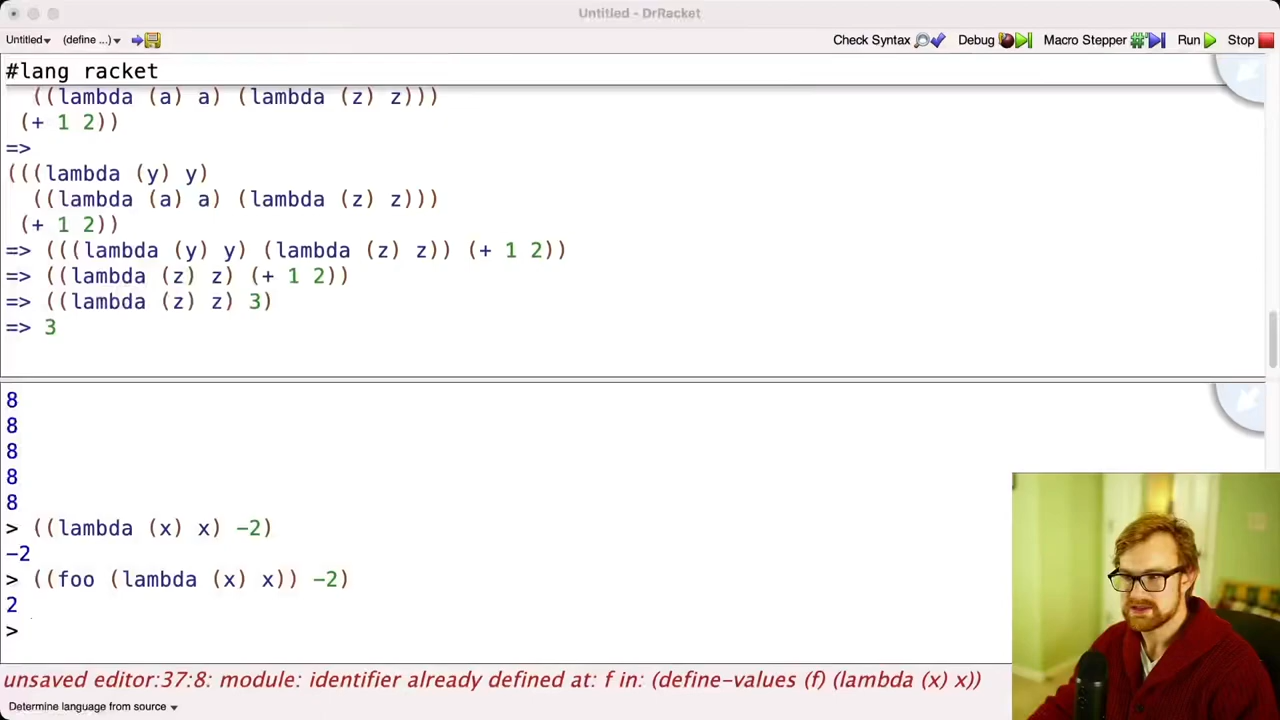 Untitled - DrRacket
Untitled (define ...) Check Syntax Debug Macro Stepper Run Stop
#lang racket
((lambda (a) a) (lambda (z) z)))
(+ 1 2))
=>
(((lambda (y) y)
((lambda (a) a) (lambda (z) z)))
(+ 1 2))
=> (((lambda (y) y) (lambda (z) z)) (+ 1 2))
=> ((lambda (z) z) (+ 1 2))
=> ((lambda (z) z) 3)
=> 3
8
8
8
8
8
> ((lambda (x) x) -2)
-2
> ((foo (lambda (x) x)) -2)
2
>
unsaved editor:37:8: module: identifier already defined at: f in: (define-values (f) (lambda (x) x))
Determine language from source